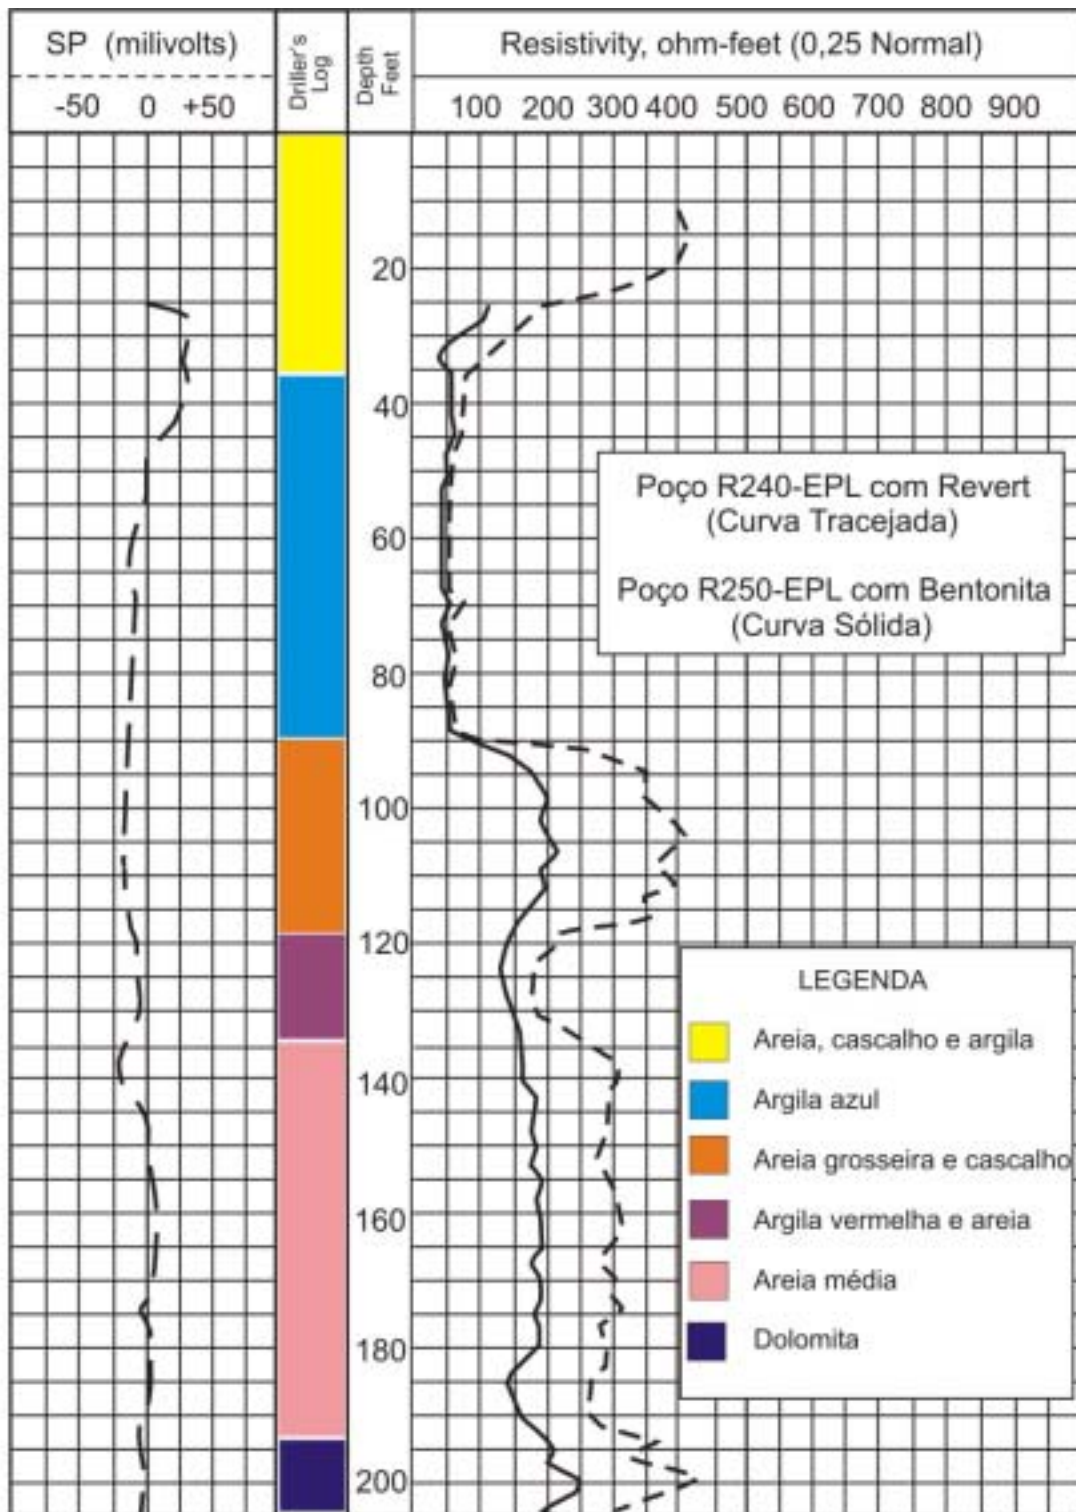 SP (milivolts)
-50 0 +50
Driller's
Log
Depth
Feet
Resistivity, ohm-feet (0,25 Normal)
100 200 300 400 500 600 700 800 900
20
40
60
80
100
120
140
160
180
200
Poço R240-EPL com Revert
(Curva Tracejada)
Poço R250-EPL com Bentonita
(Curva Sólida)
LEGENDA
Areia, cascalho e argila
Argila azul
Areia grosseira e cascalho
Argila vermelha e areia
Areia média
Dolomita